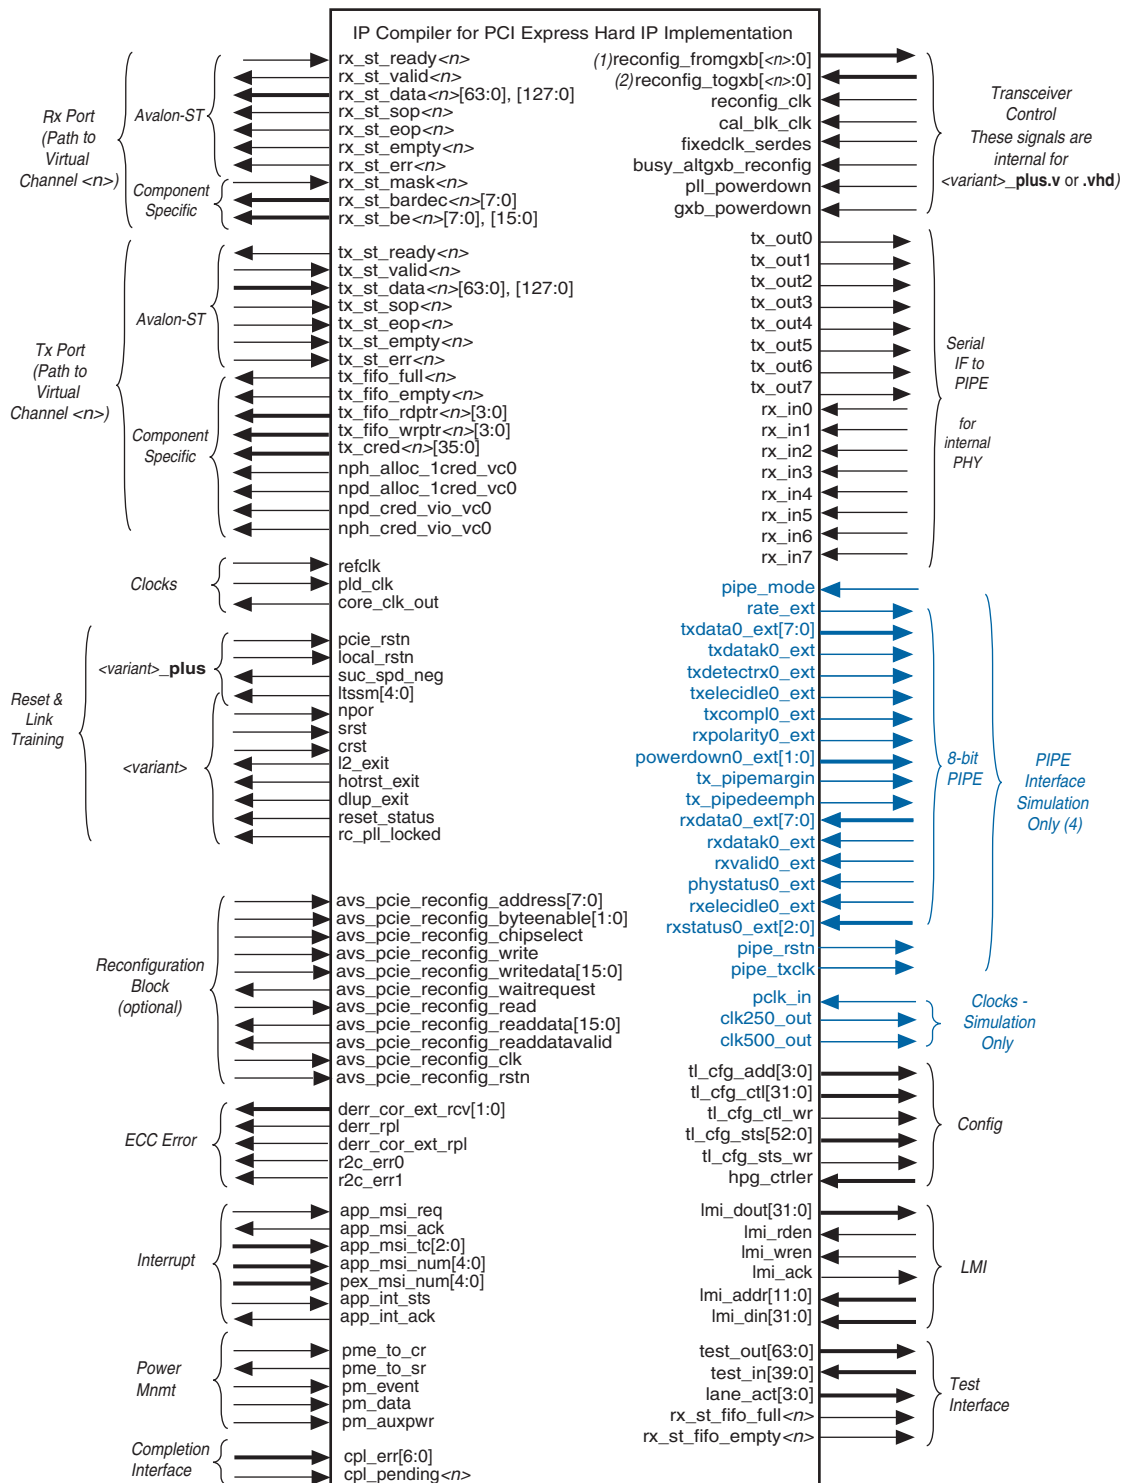 IP Compiler for PCI Express Hard IP Implementation
Rx Port
(Path to
Virtual
Channel <n>)
Avalon-ST
rx_st_ready<n>
rx_st_valid<n>
rx_st_data<n>[63:0], [127:0]
rx_st_sop<n>
rx_st_eop<n>
rx_st_empty<n>
rx_st_err<n>
Component
Specific
rx_st_mask<n>
rx_st_bardec<n>[7:0]
rx_st_be<n>[7:0], [15:0]
Tx Port
(Path to
Virtual
Channel <n>)
Avalon-ST
tx_st_ready<n>
tx_st_valid<n>
tx_st_data<n>[63:0], [127:0]
tx_st_sop<n>
tx_st_eop<n>
tx_st_empty<n>
tx_st_err<n>
Component
Specific
tx_fifo_full<n>
tx_fifo_empty<n>
tx_fifo_rdptr<n>[3:0]
tx_fifo_wrptr<n>[3:0]
tx_cred<n>[35:0]
nph_alloc_1cred_vc0
npd_alloc_1cred_vc0
npd_cred_vio_vc0
nph_cred_vio_vc0
Clocks
refclk
pld_clk
core_clk_out
Reset &
Link
Training
<variant>_plus
pcie_rstn
local_rstn
suc_spd_neg
ltssm[4:0]
<variant>
npor
srst
crst
l2_exit
hotrst_exit
dlup_exit
reset_status
rc_pll_locked
Reconfiguration
Block
(optional)
avs_pcie_reconfig_address[7:0]
avs_pcie_reconfig_byteenable[1:0]
avs_pcie_reconfig_chipselect
avs_pcie_reconfig_write
avs_pcie_reconfig_writedata[15:0]
avs_pcie_reconfig_waitrequest
avs_pcie_reconfig_read
avs_pcie_reconfig_readdata[15:0]
avs_pcie_reconfig_readdatavalid
avs_pcie_reconfig_clk
avs_pcie_reconfig_rstn
ECC Error
derr_cor_ext_rcv[1:0]
derr_rpl
derr_cor_ext_rpl
r2c_err0
r2c_err1
Interrupt
app_msi_req
app_msi_ack
app_msi_tc[2:0]
app_msi_num[4:0]
pex_msi_num[4:0]
app_int_sts
app_int_ack
Power
Mnmt
pme_to_cr
pme_to_sr
pm_event
pm_data
pm_auxpwr
Completion
Interface
cpl_err[6:0]
cpl_pending<n>
(1)reconfig_fromgxb[<n>:0]
(2)reconfig_togxb[<n>:0]
reconfig_clk
cal_blk_clk
fixedclk_serdes
busy_altgxb_reconfig
pll_powerdown
gxb_powerdown
Transceiver
Control
These signals are
internal for
<variant>_plus.v or .vhd)
tx_out0
tx_out1
tx_out2
tx_out3
tx_out4
tx_out5
tx_out6
tx_out7
rx_in0
rx_in1
rx_in2
rx_in3
rx_in4
rx_in5
rx_in6
rx_in7
Serial
IF to
PIPE
for
internal
PHY
pipe_mode
rate_ext
txdata0_ext[7:0]
txdatak0_ext
txdetectrx0_ext
txelecidle0_ext
txcompl0_ext
rxpolarity0_ext
powerdown0_ext[1:0]
tx_pipemargin
tx_pipedeemph
rxdata0_ext[7:0]
rxdatak0_ext
rxvalid0_ext
phystatus0_ext
rxelecidle0_ext
rxstatus0_ext[2:0]
pipe_rstn
pipe_txclk
8-bit
PIPE
PIPE
Interface
Simulation
Only (4)
pclk_in
clk250_out
clk500_out
Clocks -
Simulation
Only
tl_cfg_add[3:0]
tl_cfg_ctl[31:0]
tl_cfg_ctl_wr
tl_cfg_sts[52:0]
tl_cfg_sts_wr
hpg_ctrler
Config
lmi_dout[31:0]
lmi_rden
lmi_wren
lmi_ack
lmi_addr[11:0]
lmi_din[31:0]
LMI
test_out[63:0]
test_in[39:0]
lane_act[3:0]
rx_st_fifo_full<n>
rx_st_fifo_empty<n>
Test
Interface